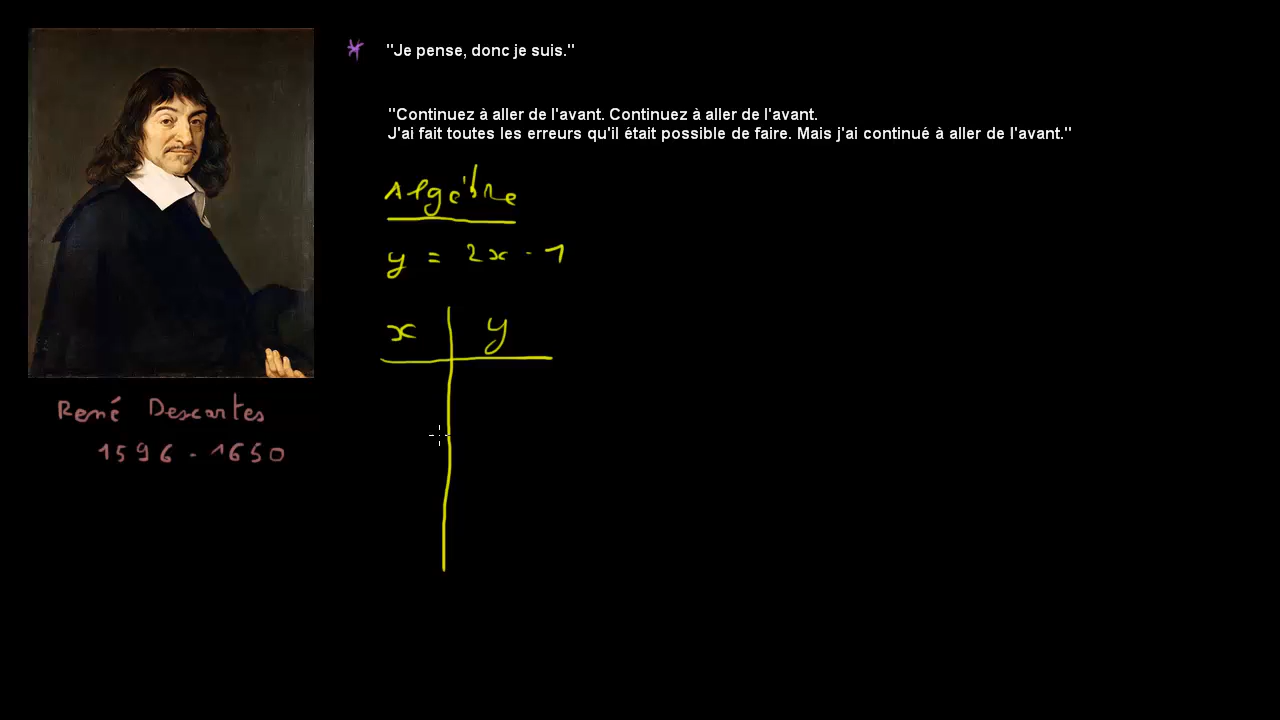 "Je pense, donc je suis."
"Continuez à aller de l'avant. Continuez à aller de l'avant.
J'ai fait toutes les erreurs qu'il était possible de faire. Mais j'ai continué à aller de l'avant."
Algèbre
y = 2x - 1
x y
René Descartes
1596 - 1650